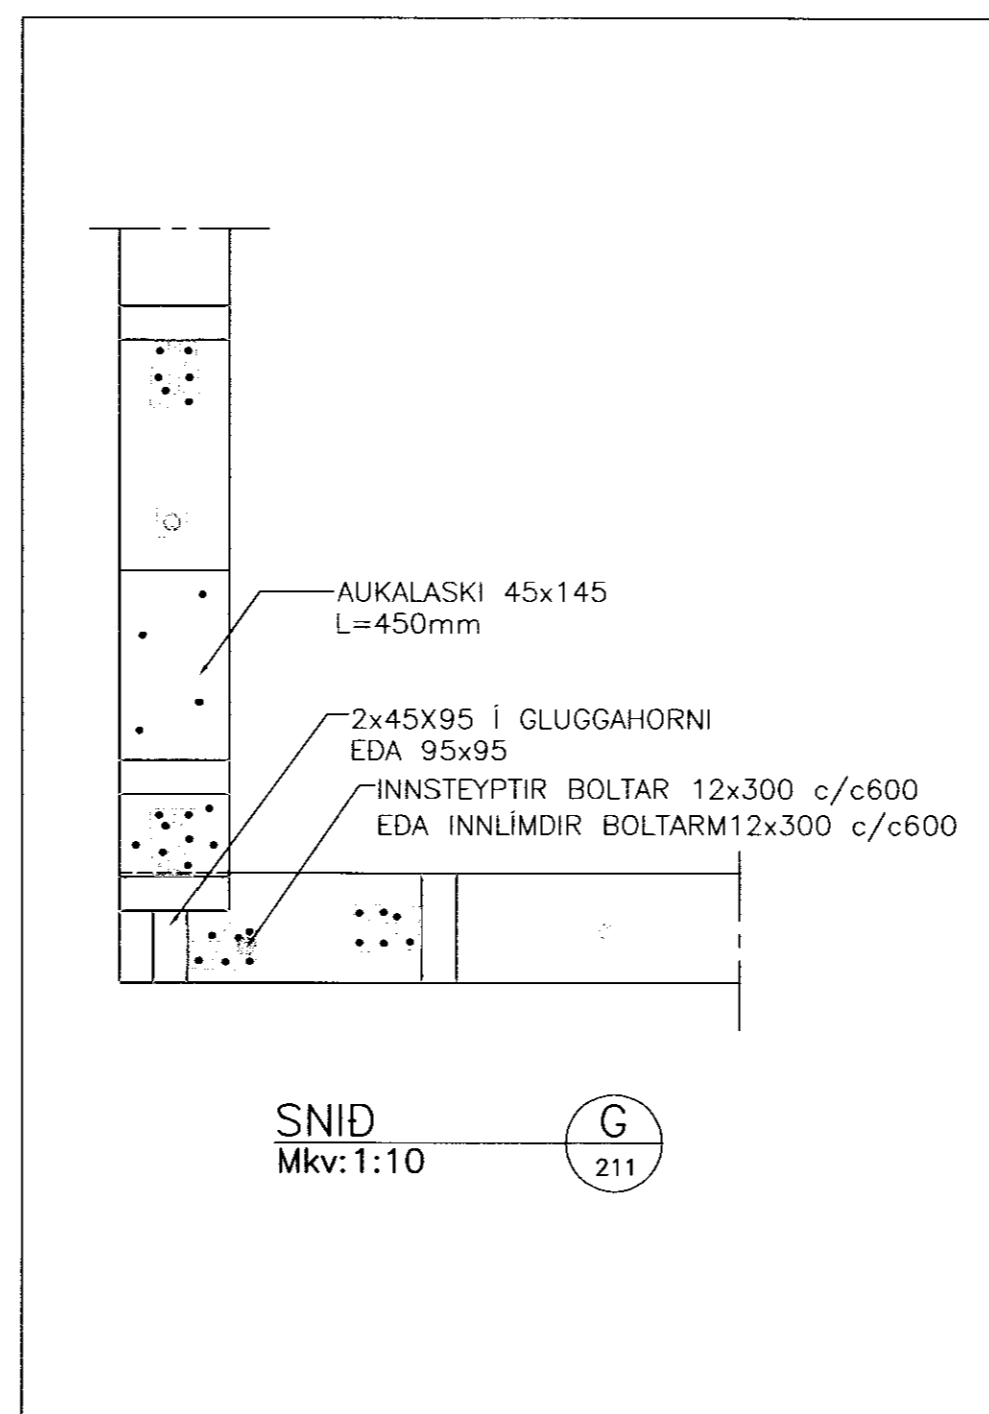 AUKALASKI 45x145
L=450mm
2x45X95 Í GLUGGAHORNI
EÐA 95x95
INNSTEYPTIR BOLTAR 12x300 c/c600
EÐA INNLÍMDIR BOLTARM12x300 c/c600
SNIÐ
Mkv:1:10
G
211